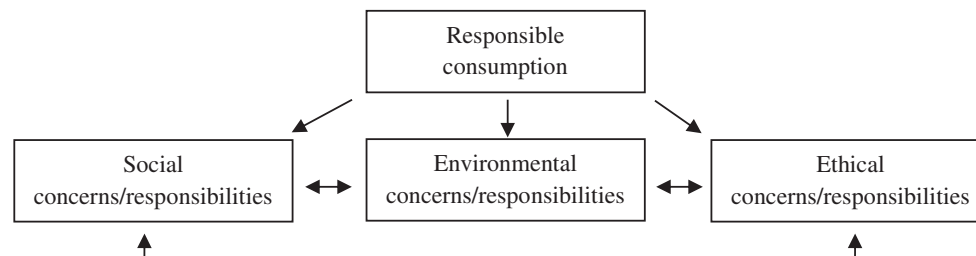 Responsible
consumption
Social
concerns/responsibilities
Environmental
concerns/responsibilities
Ethical
concerns/responsibilities